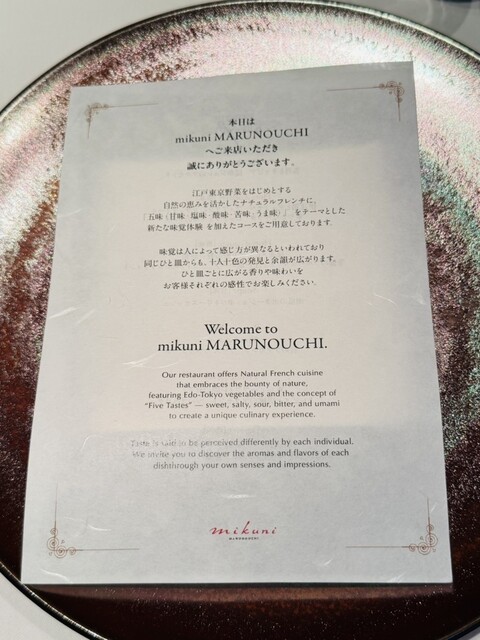 本日は
mikuni MARUNOUCHI
へご来店いただき
誠にありがとうございます。
江戸東京野菜をはじめとする
自然の恵みを活かしたナチュラルフレンチに、
「五味（甘味・塩味・酸味・苦味・うま味）」をテーマとした
新たな味覚体験を加えたコースをご用意しております。
味覚は人によって感じ方が異なるといわれており
同じひと皿からも、十人十色の発見と余韻が広がります。
ひと皿ごとに広がる香りや味わいを
お客様それぞれの感性でお楽しみください。
Welcome to
mikuni MARUNOUCHI.
Our restaurant offers Natural French cuisine
that embraces the bounty of nature,
featuring Edo-Tokyo vegetables and the concept of
“Five Tastes” — sweet, salty, sour, bitter, and umami
to create a unique culinary experience.
Taste is said to be perceived differently by each individual.
We invite you to discover the aromas and flavors of each
dishthrough your own senses and impressions.
mikuni
MARUNOUCHI